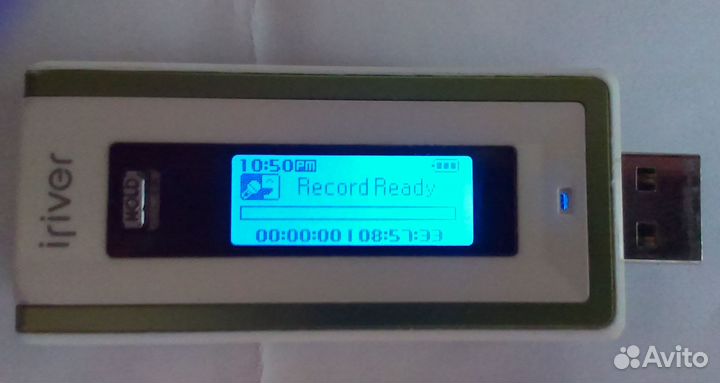 iriver
HOLD
10:50PM
Record Ready
00:00:00 | 08:57:33
Avito